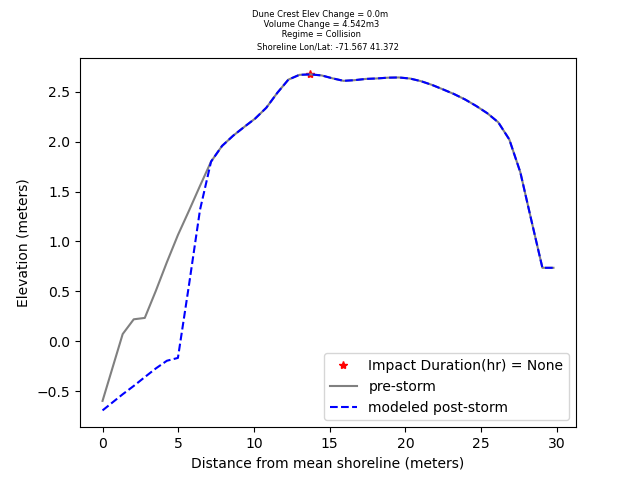 Dune Crest Elev Change = 0.0m
Volume Change = 4.542m3
Regime = Collision
Shoreline Lon/Lat: -71.567 41.372
2.5
2.0
1.5
1.0
0.5
0.0
−0.5
Elevation (meters)
Impact Duration(hr) = None
pre-storm
modeled post-storm
0 5 10 15 20 25 30
Distance from mean shoreline (meters)